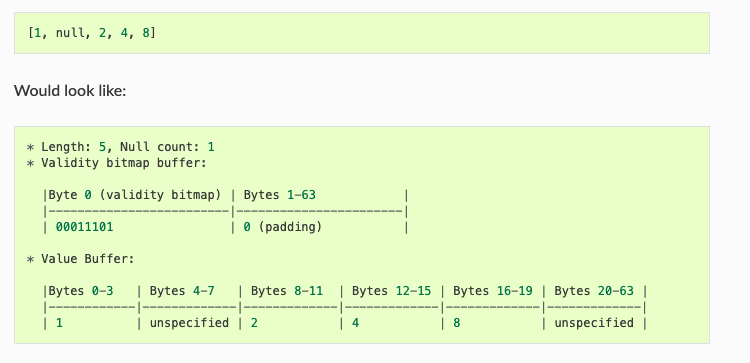 [1, null, 2, 4, 8]
Would look like:
* Length: 5, Null count: 1
* Validity bitmap buffer:
|Byte 0 (validity bitmap) | Bytes 1-63            |
|-------------------------|-----------------------|
| 00011101                | 0 (padding)           |
* Value Buffer:
|Bytes 0-3   | Bytes 4-7   | Bytes 8-11  | Bytes 12-15 | Bytes 16-19 | Bytes 20-63 |
|------------|-------------|-------------|-------------|-------------|-------------|
| 1          | unspecified | 2           | 4           | 8           | unspecified |